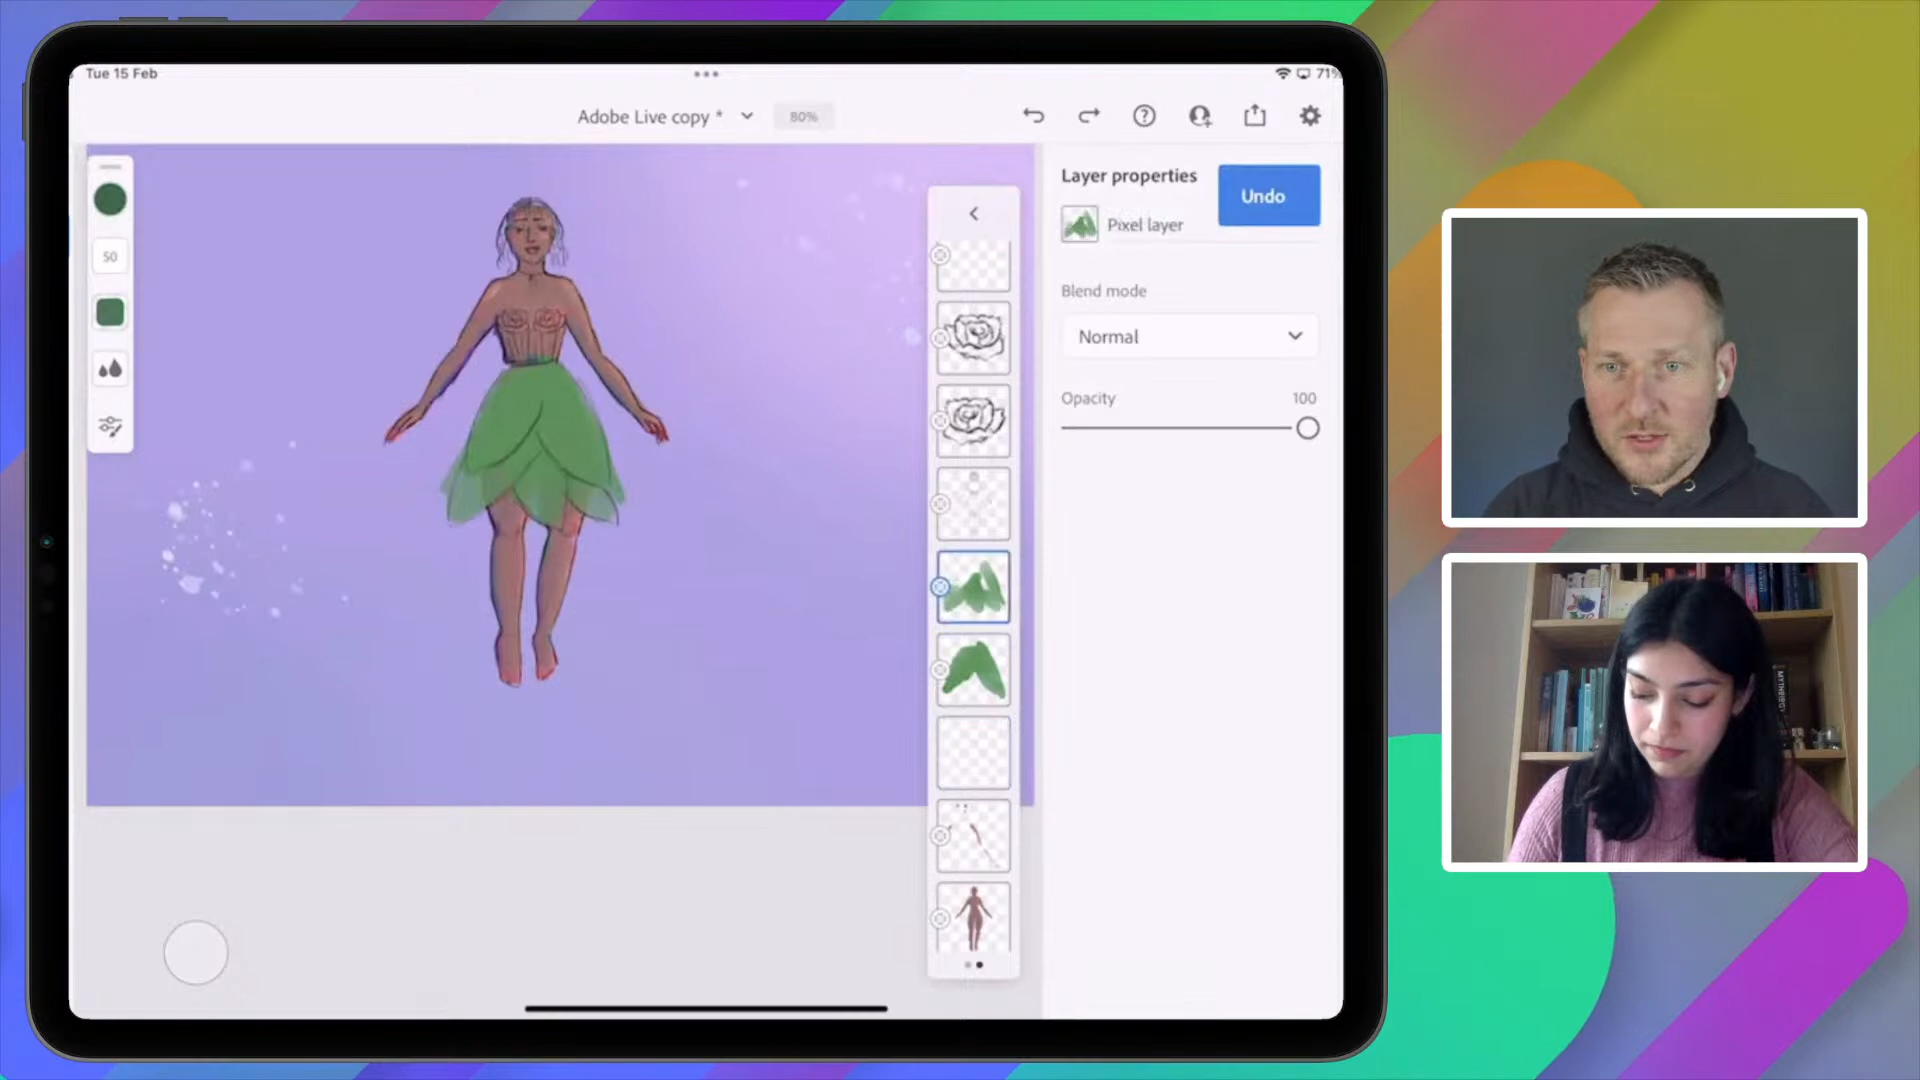 Tue 15 Feb
71%
Adobe Live copy *
80%
50
Layer properties
Undo
Pixel layer
Blend mode
Normal
Opacity
100
MYTHOLOGY